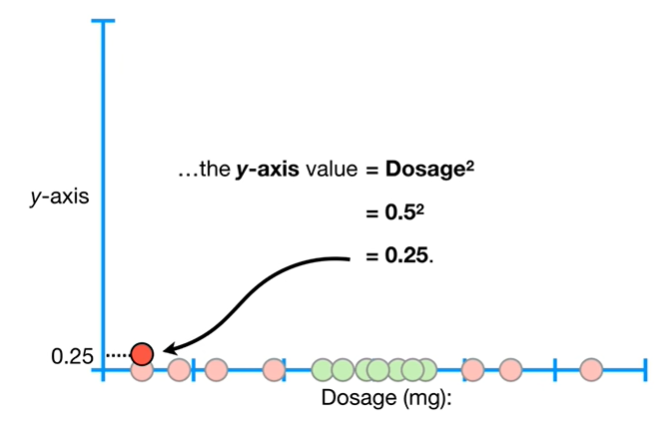 …the y-axis value = Dosage²
y-axis
= 0.5²
= 0.25.
0.25
Dosage (mg):